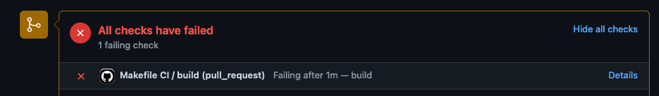 All checks have failed
Hide all checks
1 failing check
Makefile CI / build (pull_request) Failing after 1m — build
Details